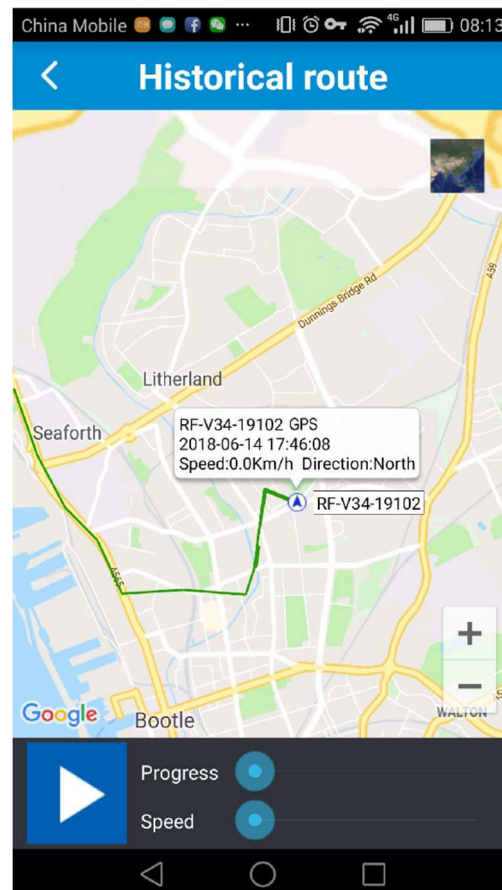 China Mobile ... 4G 08:13
Historical route
A59
Dunnings Bridge Rd
Litherland
RF-V34-19102 GPS
2018-06-14 17:46:08
Speed:0.0Km/h Direction:North
Seaforth
RF-V34-19102
A565
+
−
Google
Bootle
WALTON
Progress
Speed